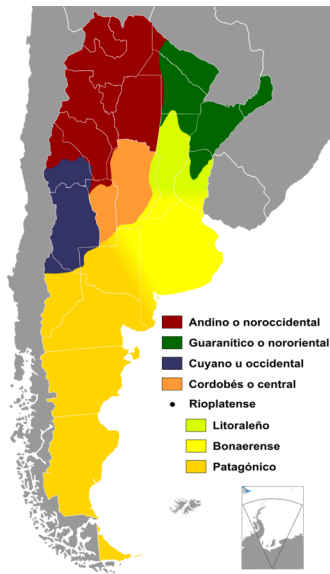 Andino o noroccidental
Guaranítico o nororiental
Cuyano u occidental
Cordobés o central
Rioplatense
Litoraleño
Bonaerense
Patagónico